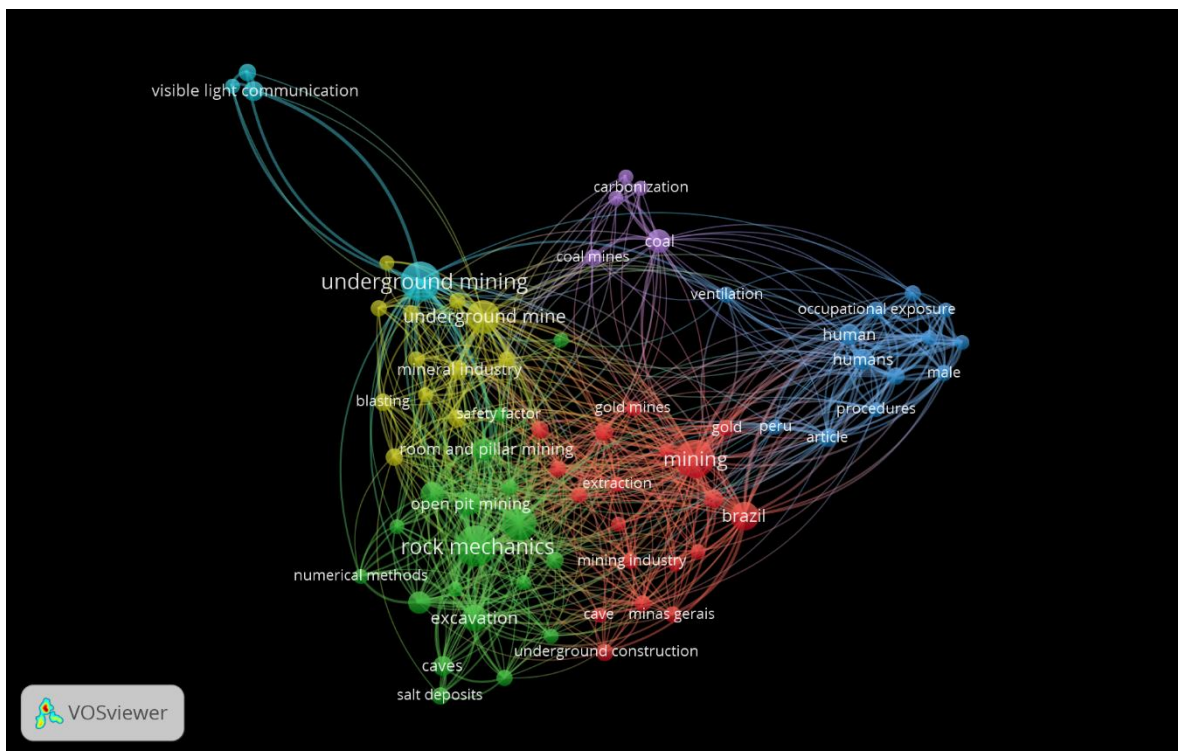 visible light communication
carbonization
coal
coal mines
underground mining
ventilation
occupational exposure
underground mine
human
humans
mineral industry
male
blasting
safety factor
gold mines
procedures
gold
peru
article
room and pillar mining
mining
extraction
open pit mining
brazil
rock mechanics
mining industry
numerical methods
excavation
cave
minas gerais
underground construction
caves
salt deposits
VOSviewer